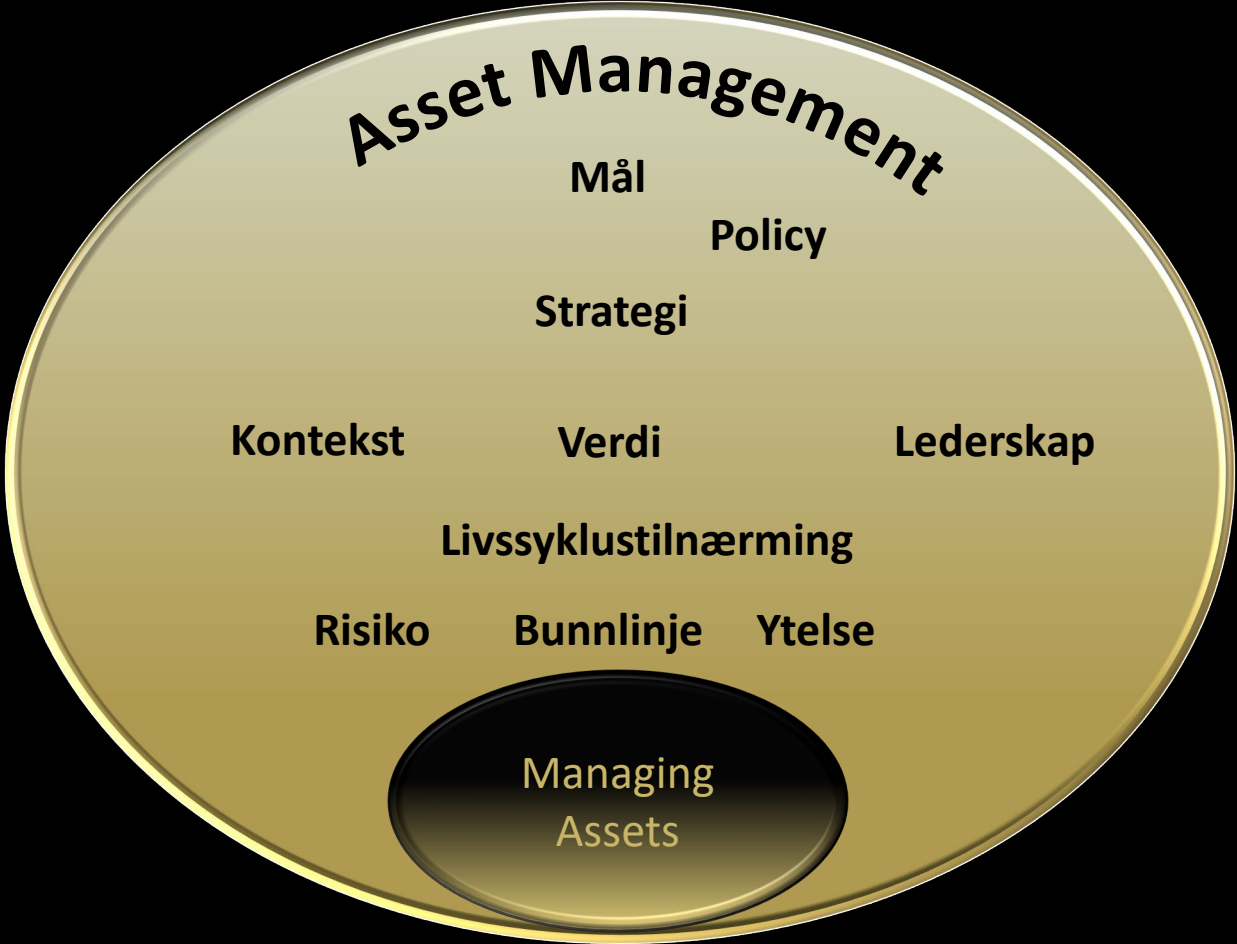 Asset Management
Mål
Policy
Strategi
Kontekst Verdi Lederskap
Livssyklustilnærming
Risiko Bunnlinje Ytelse
Managing
Assets